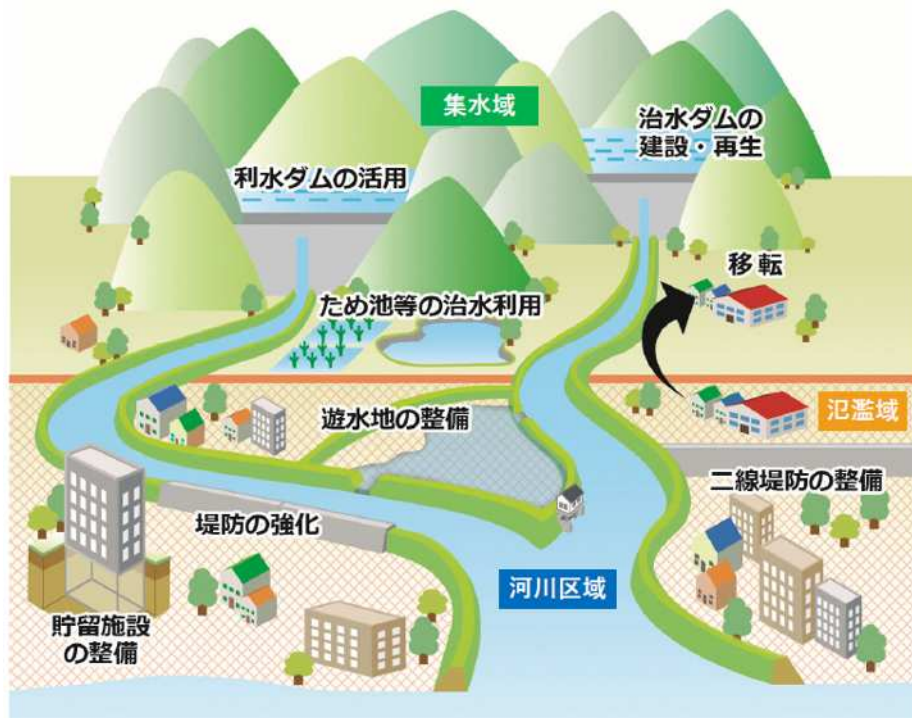 集水域
治水ダムの
建設・再生
利水ダムの活用
移転
ため池等の治水利用
氾濫域
遊水地の整備
二線堤防の整備
堤防の強化
河川区域
貯留施設
の整備